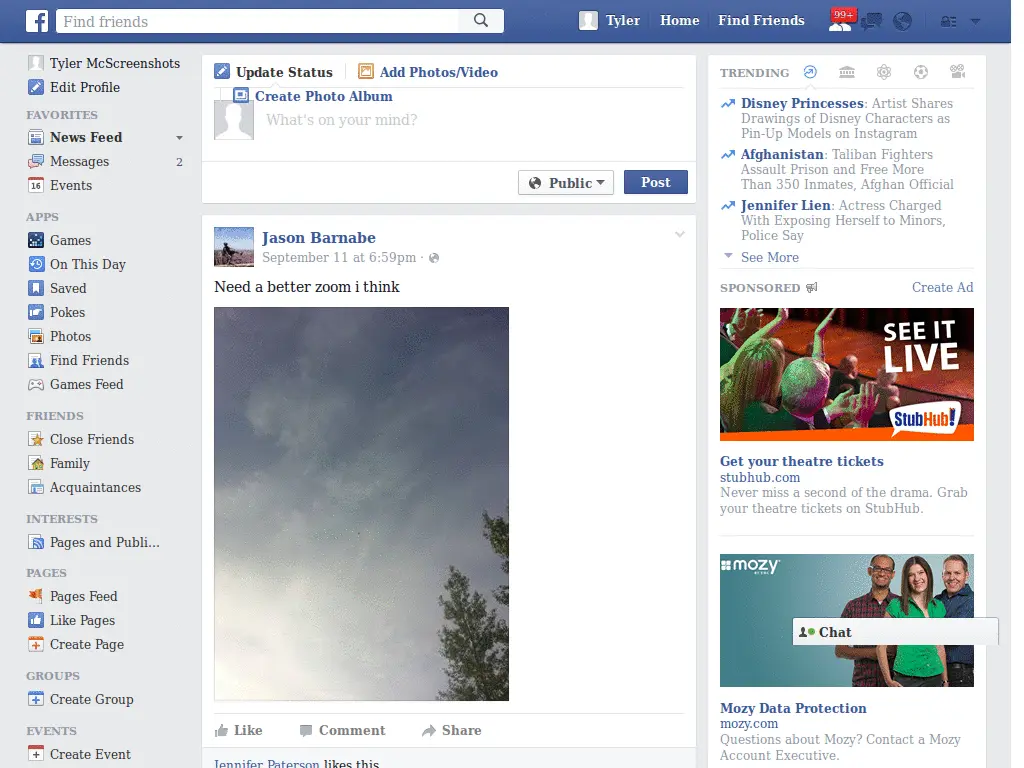 Find friends
Tyler
Home
Find Friends
99+
Tyler McScreenshots
Edit Profile
FAVORITES
News Feed
Messages 2
16 Events
APPS
Games
On This Day
Saved
Pokes
Photos
Find Friends
Games Feed
FRIENDS
Close Friends
Family
Acquaintances
INTERESTS
Pages and Publi...
PAGES
Pages Feed
Like Pages
Create Page
GROUPS
Create Group
EVENTS
Create Event
Update Status
Add Photos/Video
Create Photo Album
What's on your mind?
Public
Post
Jason Barnabe
September 11 at 6:59pm ·
Need a better zoom i think
Like
Comment
Share
Jennifer Paterson likes this.
TRENDING
Disney Princesses: Artist Shares
Drawings of Disney Characters as
Pin-Up Models on Instagram
Afghanistan: Taliban Fighters
Assault Prison and Free More
Than 350 Inmates, Afghan Official
Jennifer Lien: Actress Charged
With Exposing Herself to Minors,
Police Say
See More
SPONSORED
Create Ad
SEE IT
LIVE
StubHub!
Get your theatre tickets
stubhub.com
Never miss a second of the drama. Grab
your theatre tickets on StubHub.
mozy
Chat
Mozy Data Protection
mozy.com
Questions about Mozy? Contact a Mozy
Account Executive.